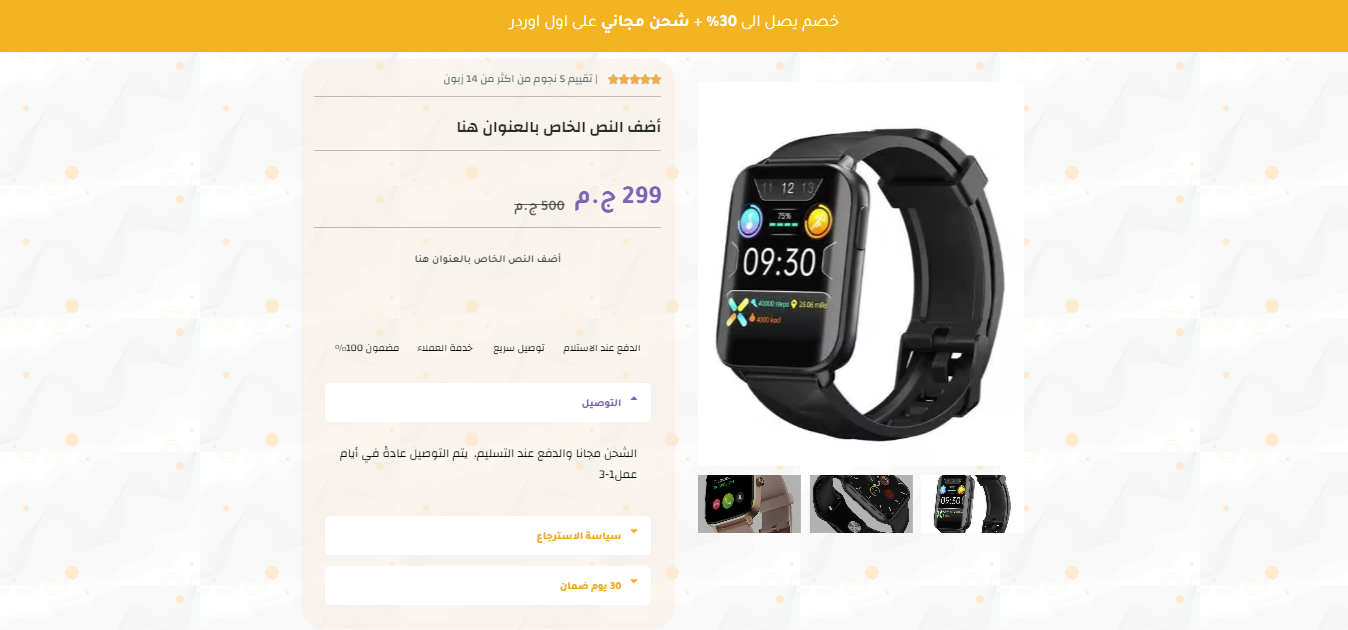 خصم يصل الى 30% + شحن مجاني على اول اوردر
| تقييم 5 نجوم من اكثر من 14 زبون
أضف النص الخاص بالعنوان هنا
299 ج.م 500 ج.م
أضف النص الخاص بالعنوان هنا
الدفع عند الاستلام توصيل سريع خدمة العملاء مضمون 100%
التوصيل
الشحن مجانا والدفع عند التسليم. يتم التوصيل عادةً في أيام
عمل1-3
سياسة الاسترجاع
30 يوم ضمان
11 12 13
75%
09:30
40000 steps 25.06 mile
4000 kcal
09:30